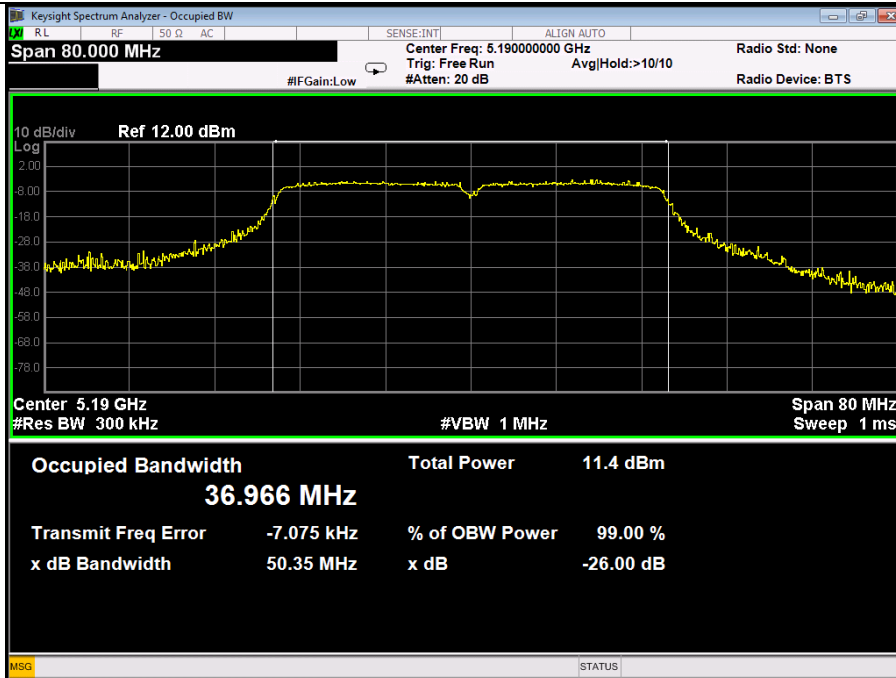 Keysight Spectrum Analyzer - Occupied BW
LXI RL RF 50 Ω AC SENSE:INT ALIGN AUTO
Span 80.000 MHz
Center Freq: 5.190000000 GHz
Radio Std: None
Trig: Free Run Avg|Hold:>10/10
#IFGain:Low #Atten: 20 dB Radio Device: BTS
10 dB/div Ref 12.00 dBm
Log
2.00
-8.00
-18.0
-28.0
-38.0
-48.0
-58.0
-68.0
-78.0
Center 5.19 GHz Span 80 MHz
#Res BW 300 kHz #VBW 1 MHz Sweep 1 ms
Occupied Bandwidth Total Power 11.4 dBm
36.966 MHz
Transmit Freq Error -7.075 kHz % of OBW Power 99.00 %
x dB Bandwidth 50.35 MHz x dB -26.00 dB
MSG STATUS